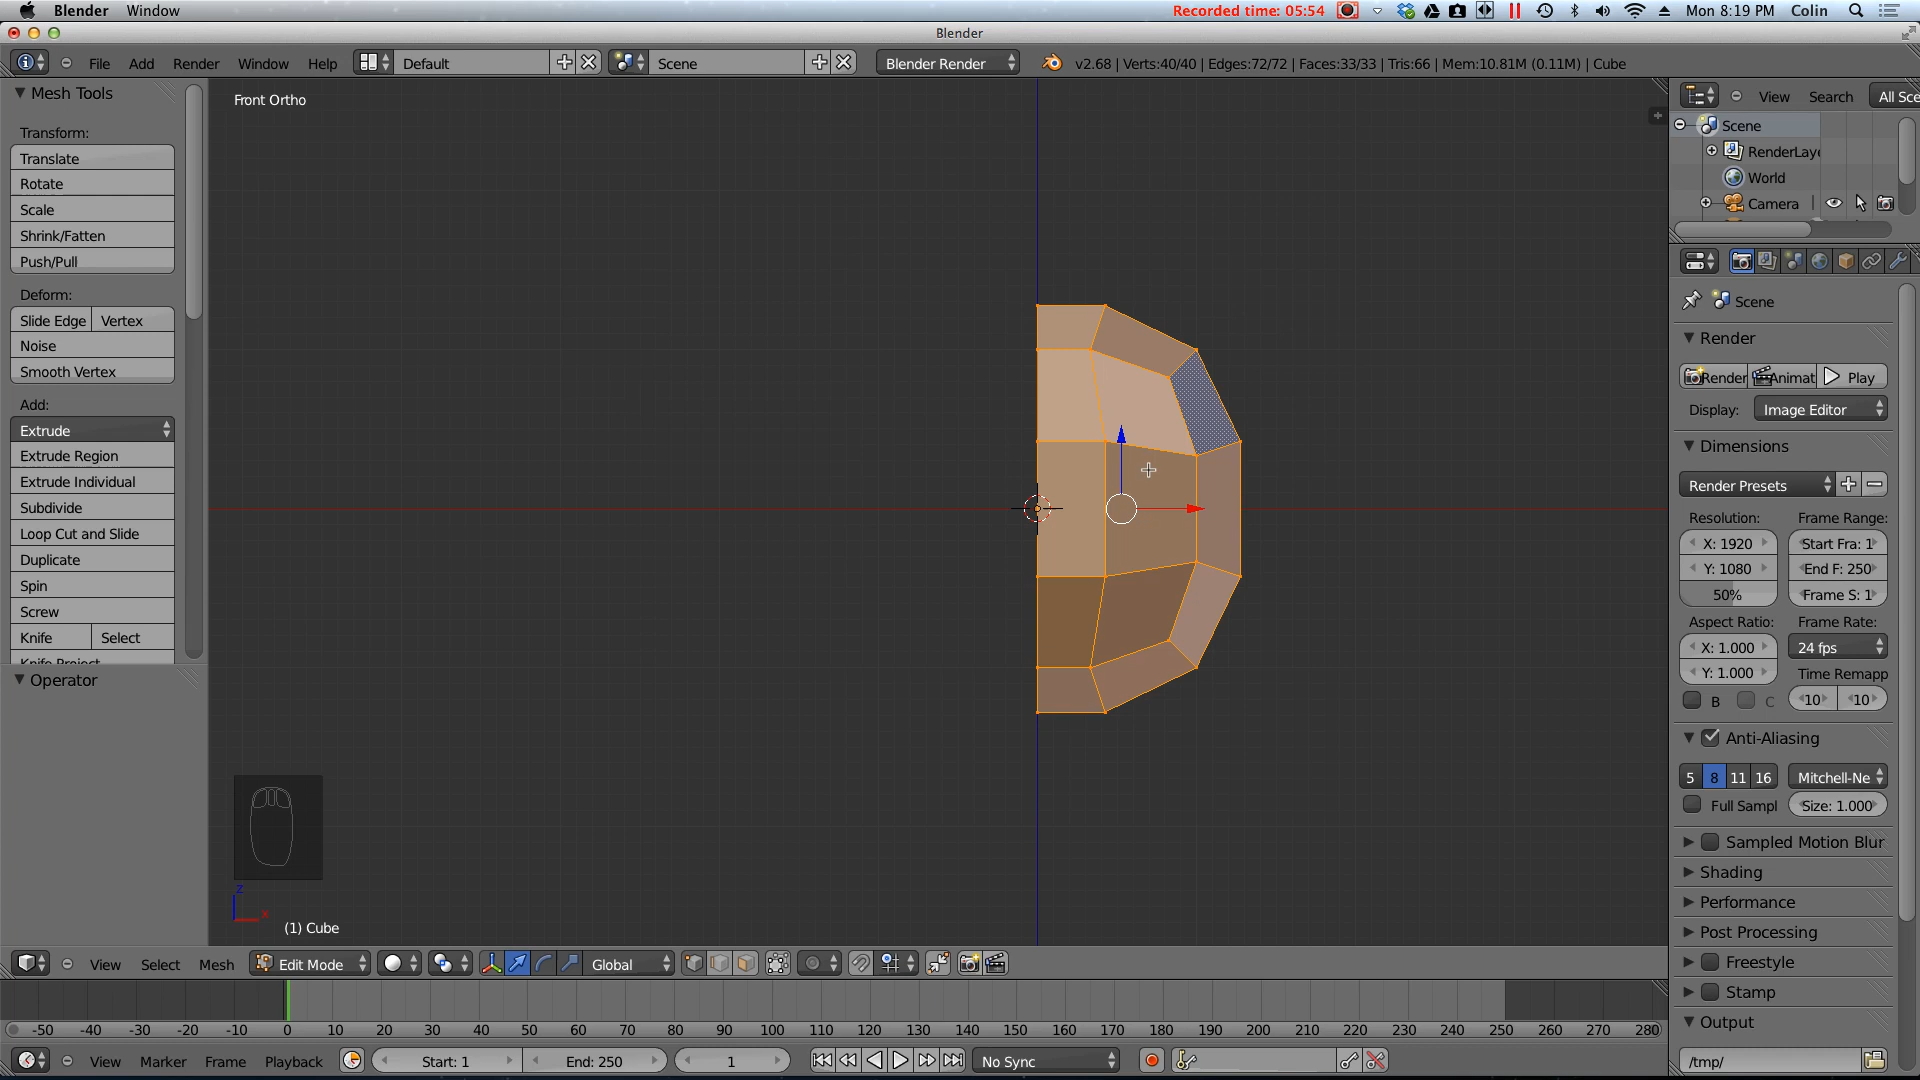 Blender Window Recorded time: 05:54 Mon 8:19 PM Colin
Blender
File Add Render Window Help Default Scene Blender Render v2.68 | Verts:40/40 | Edges:72/72 | Faces:33/33 | Tris:66 | Mem:10.81M (0.11M) | Cube
Mesh Tools
Transform:
Translate
Rotate
Scale
Shrink/Fatten
Push/Pull
Deform:
Slide Edge Vertex
Noise
Smooth Vertex
Add:
Extrude
Extrude Region
Extrude Individual
Subdivide
Loop Cut and Slide
Duplicate
Spin
Screw
Knife Select
Knife Project
Operator
Front Ortho
z
x
(1) Cube
View Search All Sce
Scene
RenderLaye
World
Camera
Scene
Render
Render Animat Play
Display: Image Editor
Dimensions
Render Presets
Resolution: Frame Range:
X: 1920 Start Fra: 1
Y: 1080 End F: 250
50% Frame S: 1
Aspect Ratio: Frame Rate:
X: 1.000 24 fps
Y: 1.000 Time Remapp
B C 10 10
Anti-Aliasing
5 8 11 16 Mitchell-Ne
Full Sampl Size: 1.000
Sampled Motion Blur
Shading
Performance
Post Processing
Freestyle
Stamp
Output
/tmp/
View Select Mesh Edit Mode Global
-50 -40 -30 -20 -10 0 10 20 30 40 50 60 70 80 90 100 110 120 130 140 150 160 170 180 190 200 210 220 230 240 250 260 270 280
View Marker Frame Playback Start: 1 End: 250 1 No Sync